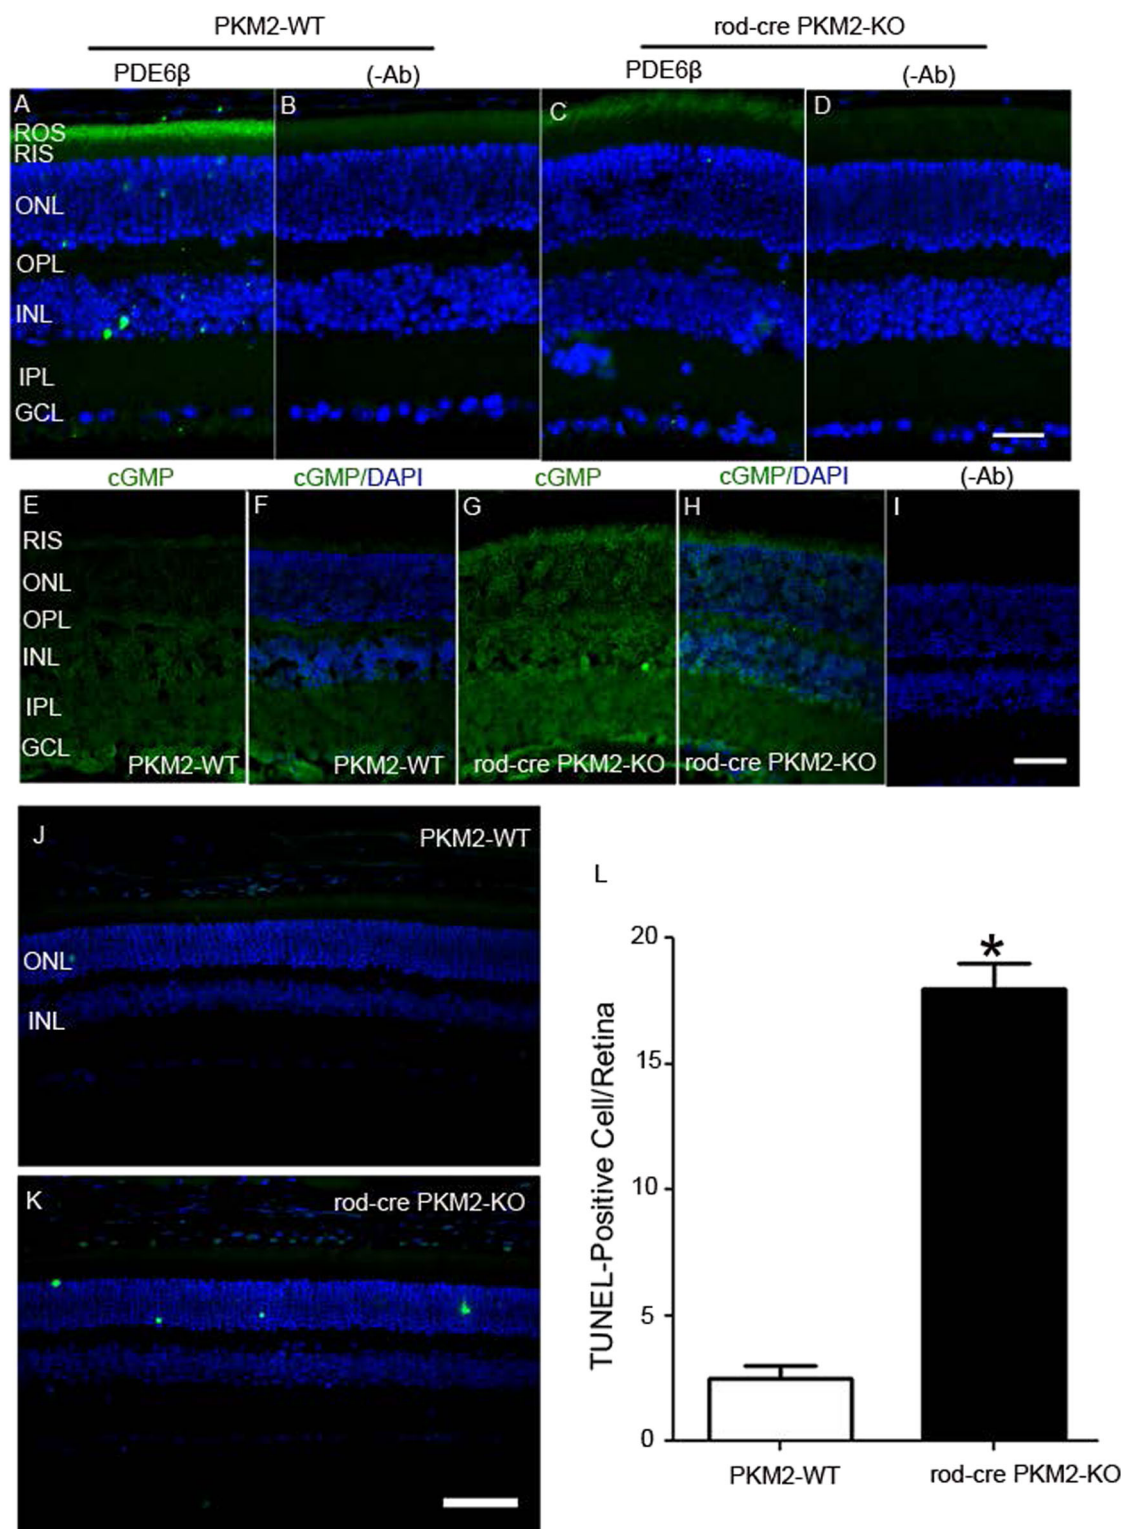 PKM2-WT rod-cre PKM2-KO
PDE6β (-Ab) PDE6β (-Ab)
A B C D
ROS
RIS
ONL
OPL
INL
IPL
GCL
cGMP cGMP/DAPI cGMP cGMP/DAPI (-Ab)
E F G H I
RIS
ONL
OPL
INL
IPL
GCL
PKM2-WT PKM2-WT rod-cre PKM2-KO rod-cre PKM2-KO
J PKM2-WT
ONL
INL
K rod-cre PKM2-KO
L
TUNEL-Positive Cell/Retina
20
15
10
5
0
*
PKM2-WT rod-cre PKM2-KO